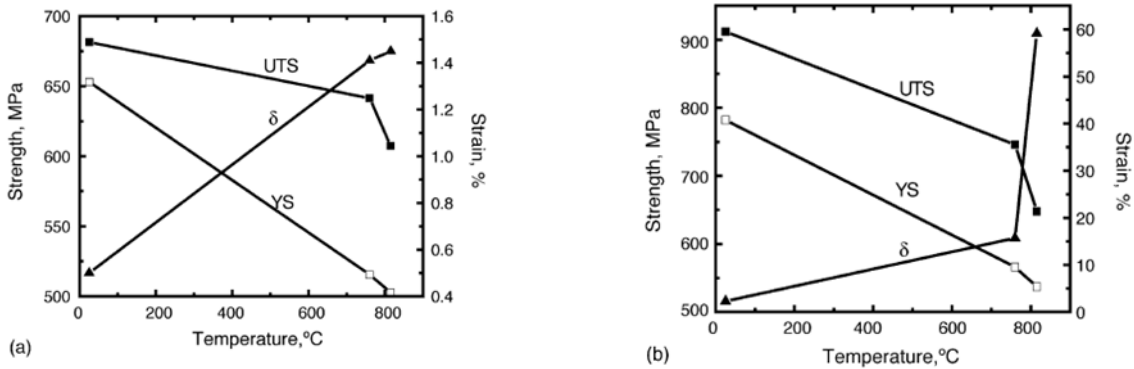 700
650
600
550
500
Strength, MPa
UTS
δ
YS
1.6
1.4
1.2
1.0
0.8
0.6
0.4
Strain, %
0 200 400 600 800
Temperature,ºC
(a)
900
800
700
600
500
Strength, MPa
UTS
YS
δ
60
50
40
30
20
10
0
Strain, %
0 200 400 600 800
Temperature,ºC
(b)